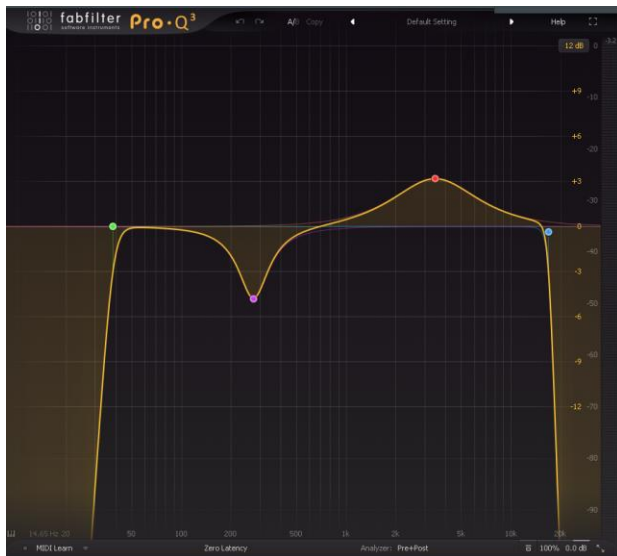 fabfilter Pro·Q³
software instruments
A/B Copy Default Setting Help
12 dB 0 -3.2
+9
-10
+6
-20
+3
-30
0
-40
-3
-50
-6
-60
-9
-12 -70
-80
-90
14.65 Hz 20 50 100 200 500 1k 2k 5k 10k 20k
MIDI Learn Zero Latency Analyzer: Pre+Post 100% 0.0 dB